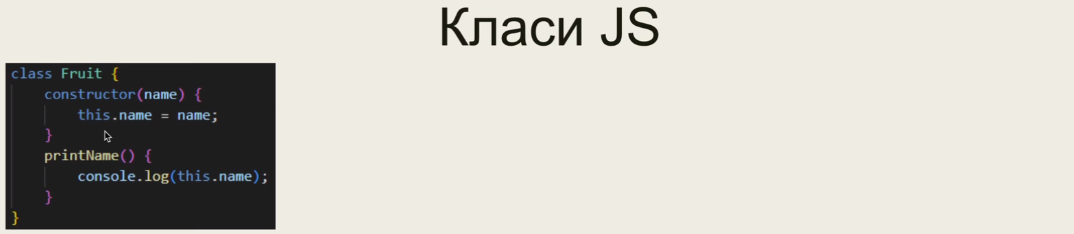 Класи JS
class Fruit {
    constructor(name) {
        this.name = name;
    }
    printName() {
        console.log(this.name);
    }
}